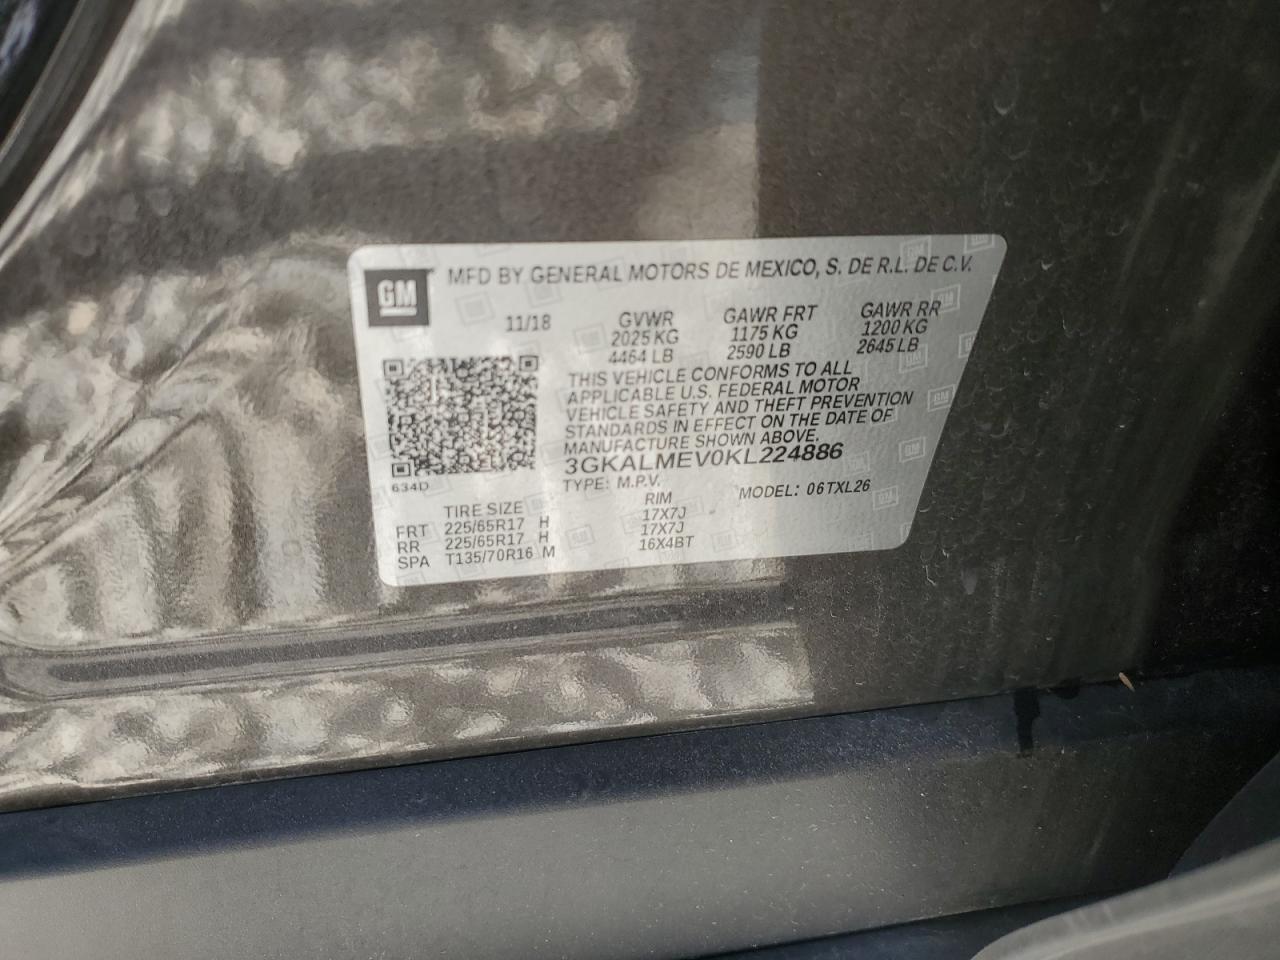 GM
MFD BY GENERAL MOTORS DE MEXICO, S. DE R.L. DE C.V.
11/18 GVWR GAWR FRT GAWR RR
2025 KG 1175 KG 1200 KG
4464 LB 2590 LB 2645 LB
THIS VEHICLE CONFORMS TO ALL
APPLICABLE U.S. FEDERAL MOTOR
VEHICLE SAFETY AND THEFT PREVENTION
STANDARDS IN EFFECT ON THE DATE OF
MANUFACTURE SHOWN ABOVE.
3GKALMEV0KL224886
634D
TYPE: M.P.V. MODEL: 06TXL26
TIRE SIZE RIM
FRT 225/65R17 H 17X7J
RR 225/65R17 H 17X7J
SPA T135/70R16 M 16X4BT